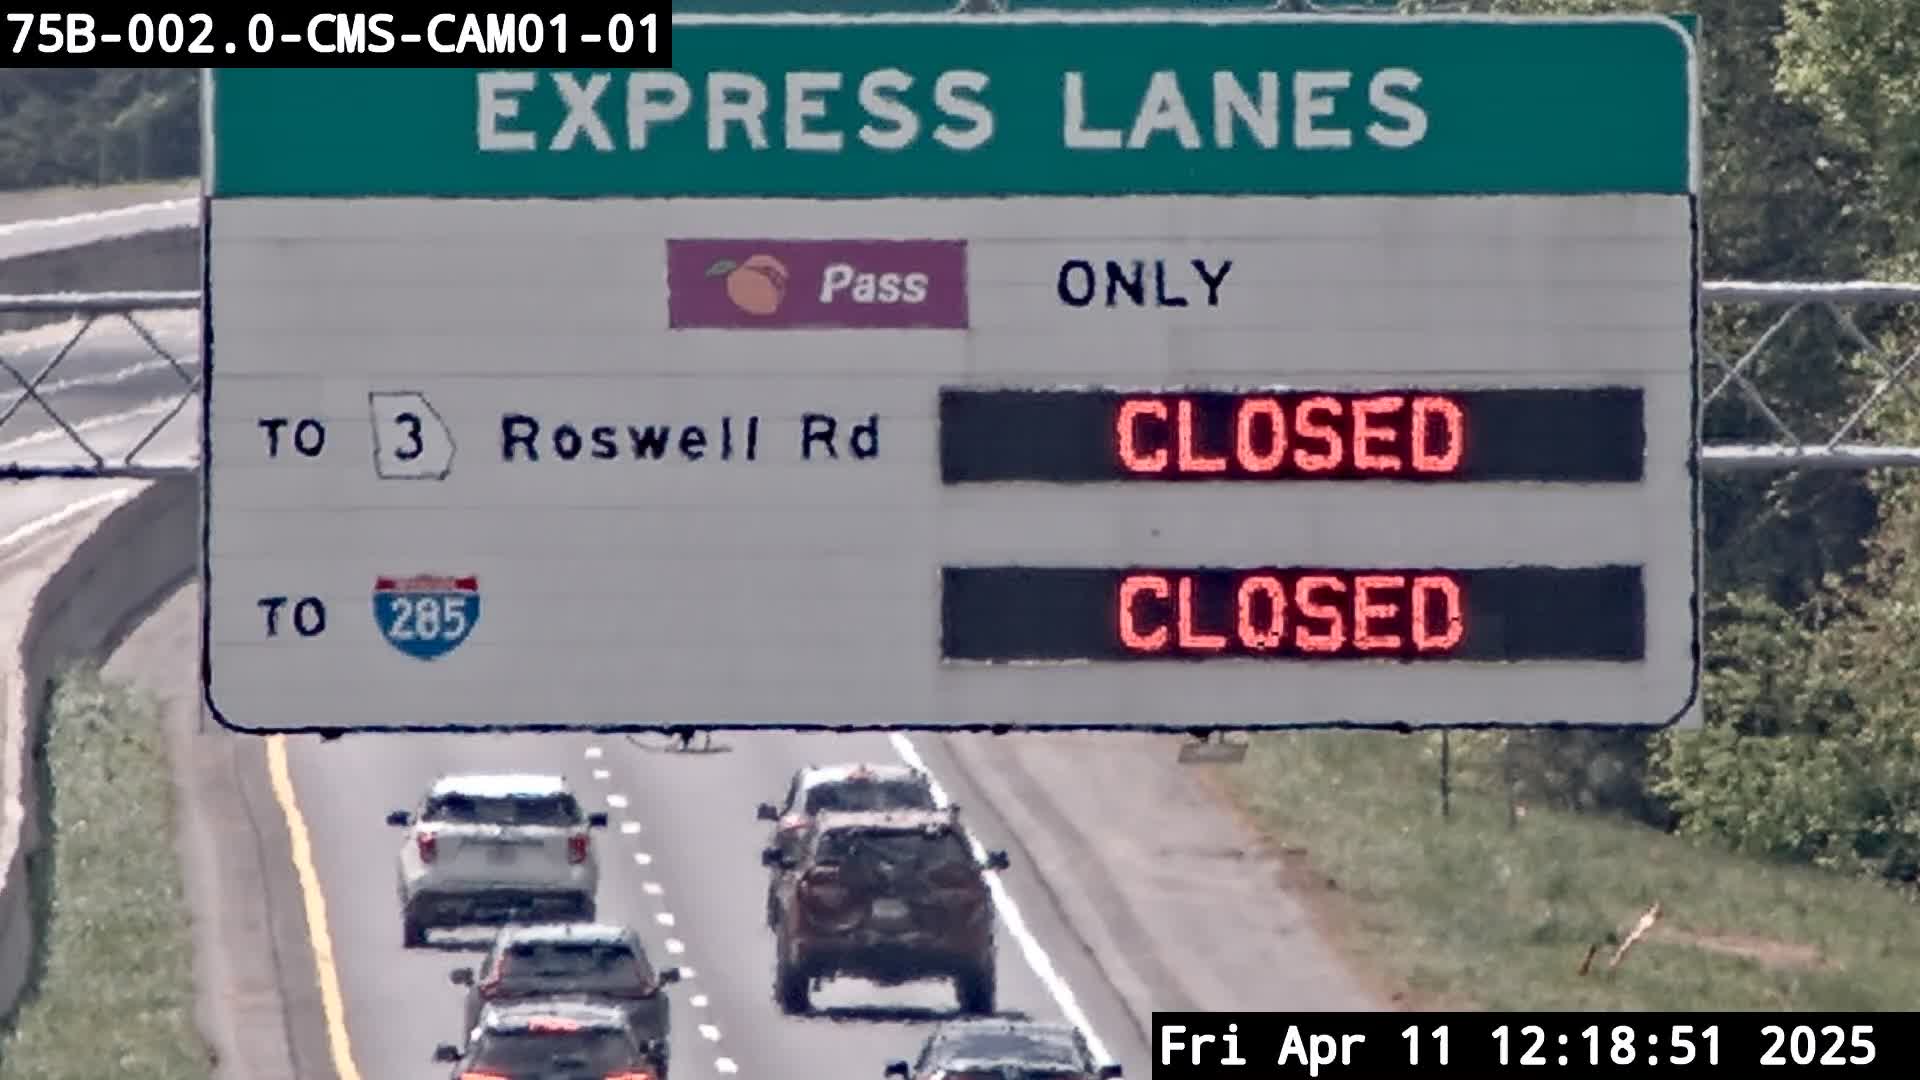 75B-002.0-CMS-CAM01-01
EXPRESS LANES
Pass ONLY
TO 3 Roswell Rd CLOSED
TO 285 CLOSED
Fri Apr 11 12:18:51 2025